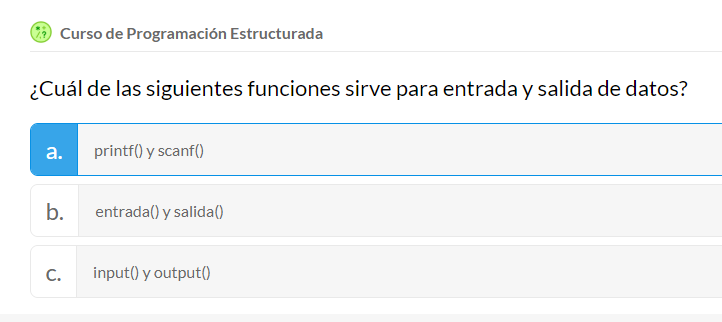 Curso de Programación Estructurada
¿Cuál de las siguientes funciones sirve para entrada y salida de datos?
a. printf() y scanf()
b. entrada() y salida()
c. input() y output()